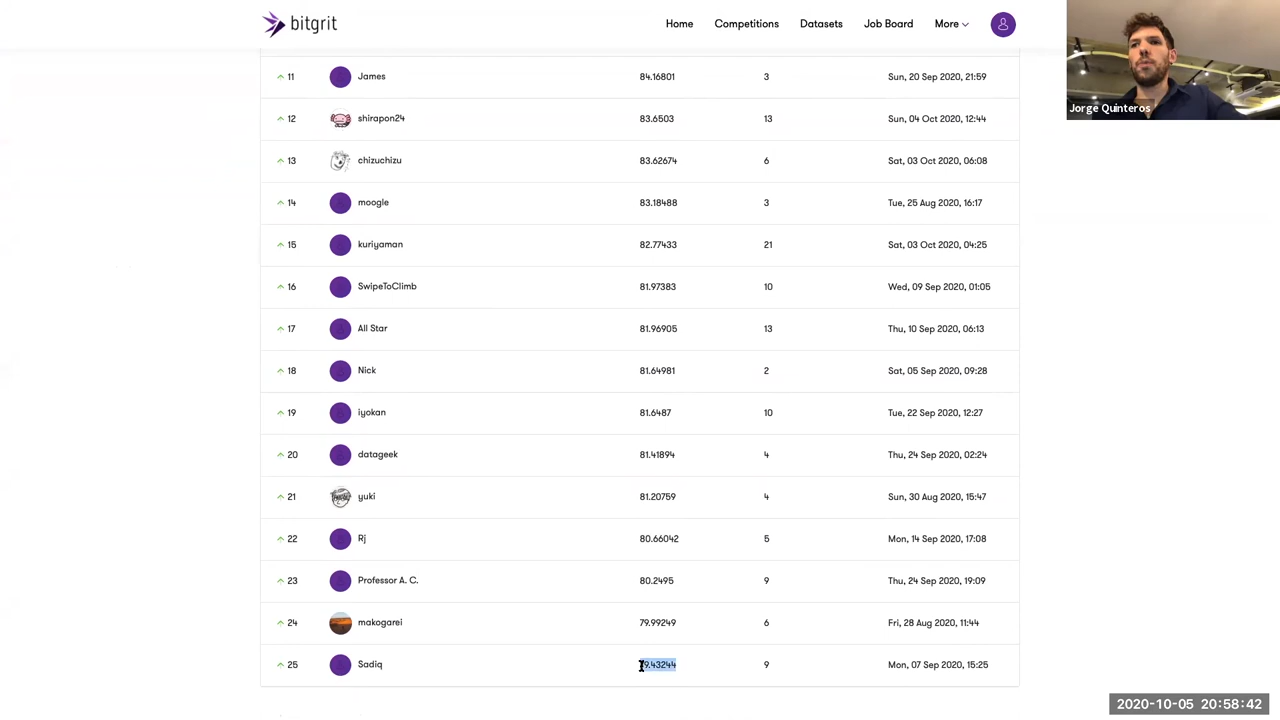 bitgrit
Home Competitions Datasets Job Board More
Jorge Quinteros
11 James 84.16801 3 Sun, 20 Sep 2020, 21:59
12 shirapon24 83.6503 13 Sun, 04 Oct 2020, 12:44
13 chizuchizu 83.62674 6 Sat, 03 Oct 2020, 06:08
14 moogle 83.18488 3 Tue, 25 Aug 2020, 16:17
15 kuriyaman 82.77433 21 Sat, 03 Oct 2020, 04:25
16 SwipeToClimb 81.97383 10 Wed, 09 Sep 2020, 01:05
17 All Star 81.96905 13 Thu, 10 Sep 2020, 06:13
18 Nick 81.64981 2 Sat, 05 Sep 2020, 09:28
19 iyokan 81.6487 10 Tue, 22 Sep 2020, 12:27
20 datageek 81.41894 4 Thu, 24 Sep 2020, 02:24
21 yuki 81.20759 4 Sun, 30 Aug 2020, 15:47
22 Rj 80.66042 5 Mon, 14 Sep 2020, 17:08
23 Professor A. C. 80.2495 9 Thu, 24 Sep 2020, 19:09
24 makogarei 79.99249 6 Fri, 28 Aug 2020, 11:44
25 Sadiq 79.43244 9 Mon, 07 Sep 2020, 15:25
2020-10-05 20:58:42